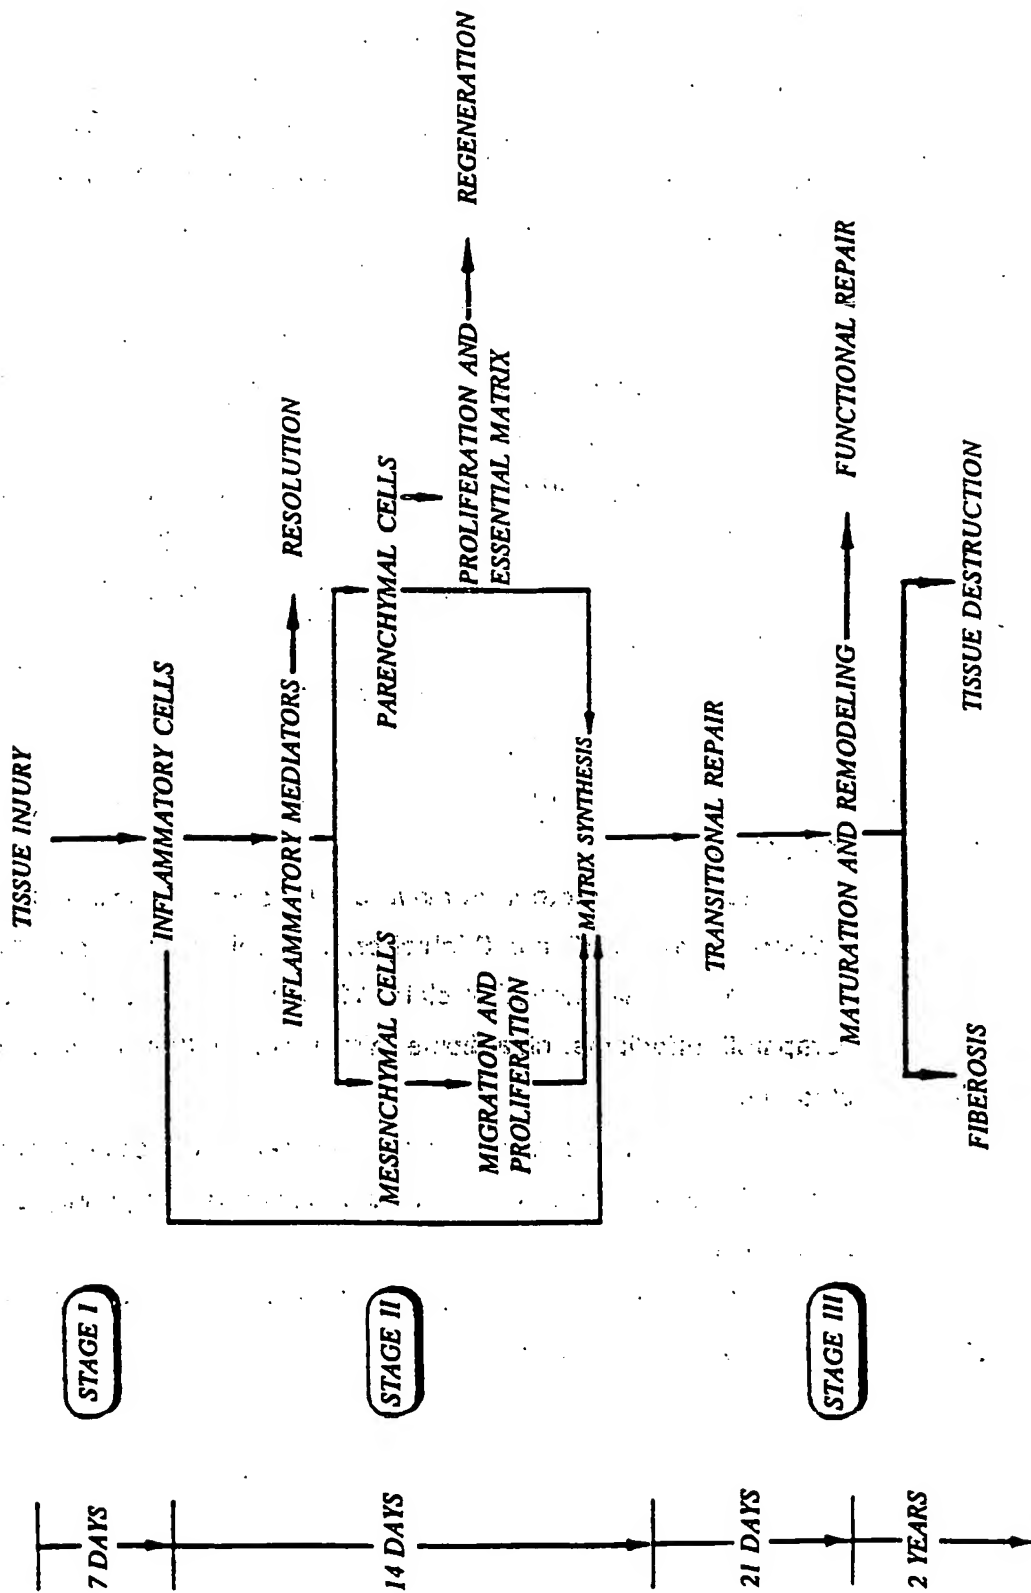 TISSUE INJURY
STAGE I
7 DAYS
INFLAMMATORY CELLS
INFLAMMATORY MEDIATORS
RESOLUTION
STAGE II
14 DAYS
MESENCHYMAL CELLS
PARENCHYMAL CELLS
MIGRATION AND
PROLIFERATION
PROLIFERATION AND
ESSENTIAL MATRIX
REGENERATION
MATRIX SYNTHESIS
TRANSITIONAL REPAIR
21 DAYS
STAGE III
MATURATION AND REMODELING
FUNCTIONAL REPAIR
2 YEARS
FIBEROSIS
TISSUE DESTRUCTION